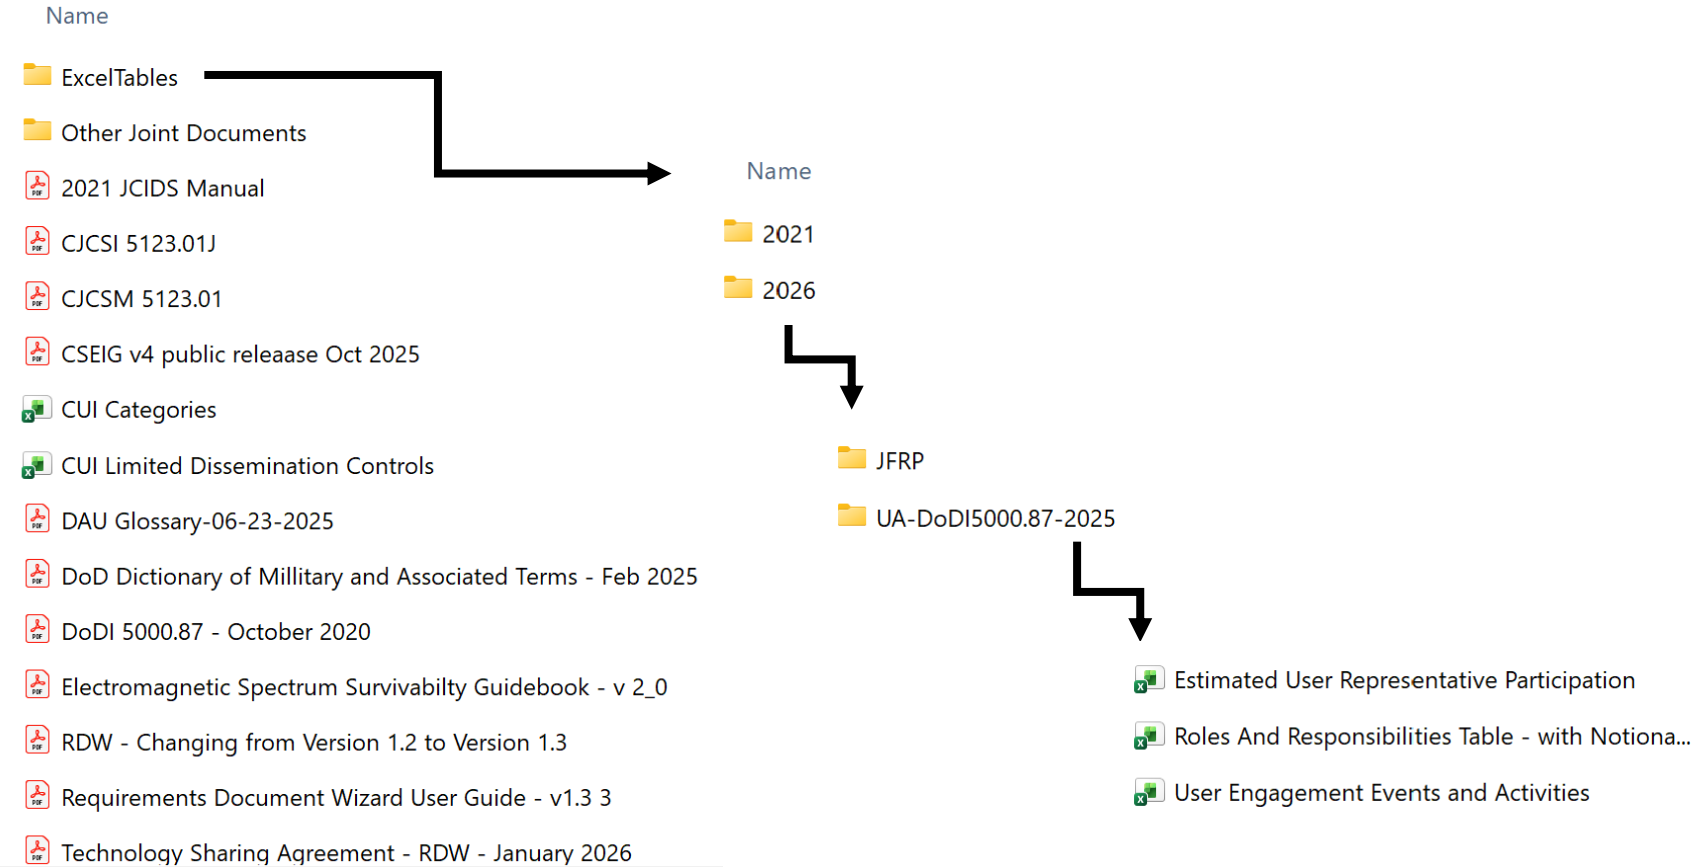 Name
ExcelTables
Other Joint Documents
2021 JCIDS Manual
CJCSI 5123.01J
CJCSM 5123.01
CSEIG v4 public releaase Oct 2025
CUI Categories
CUI Limited Dissemination Controls
DAU Glossary-06-23-2025
DoD Dictionary of Millitary and Associated Terms - Feb 2025
DoDI 5000.87 - October 2020
Electromagnetic Spectrum Survivabilty Guidebook - v 2_0
RDW - Changing from Version 1.2 to Version 1.3
Requirements Document Wizard User Guide - v1.3 3
Technology Sharing Agreement - RDW - January 2026
Name
2021
2026
JFRP
UA-DoDI5000.87-2025
Estimated User Representative Participation
Roles And Responsibilities Table - with Notiona...
User Engagement Events and Activities